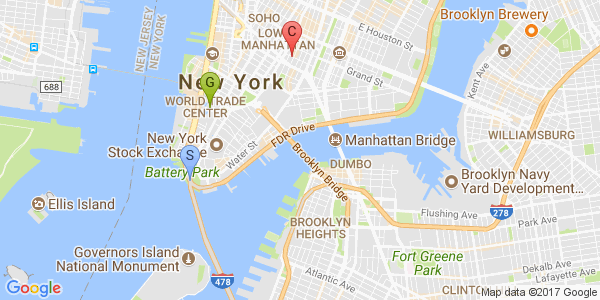 SOHO
LOWER
MANHATTAN
C
E Houston St
Brooklyn Brewery
NEW JERSEY
NEW YORK
Kent Ave
Grand St
688
New York
G
WORLD TRADE
CENTER
FDR Drive
WILLIAMSBURG
New York
Stock Exchange
Water St
Manhattan Bridge
S
Battery Park
Brooklyn Bridge
DUMBO
Brooklyn Navy
Yard Development...
Ellis Island
Flushing Ave
278
Park Ave
BROOKLYN
HEIGHTS
Governors Island
National Monument
Fort Greene
Park
478
Atlantic Ave
Dekalb Ave
Lafayette Ave
CLINTON
Google
Map data ©2017 Google